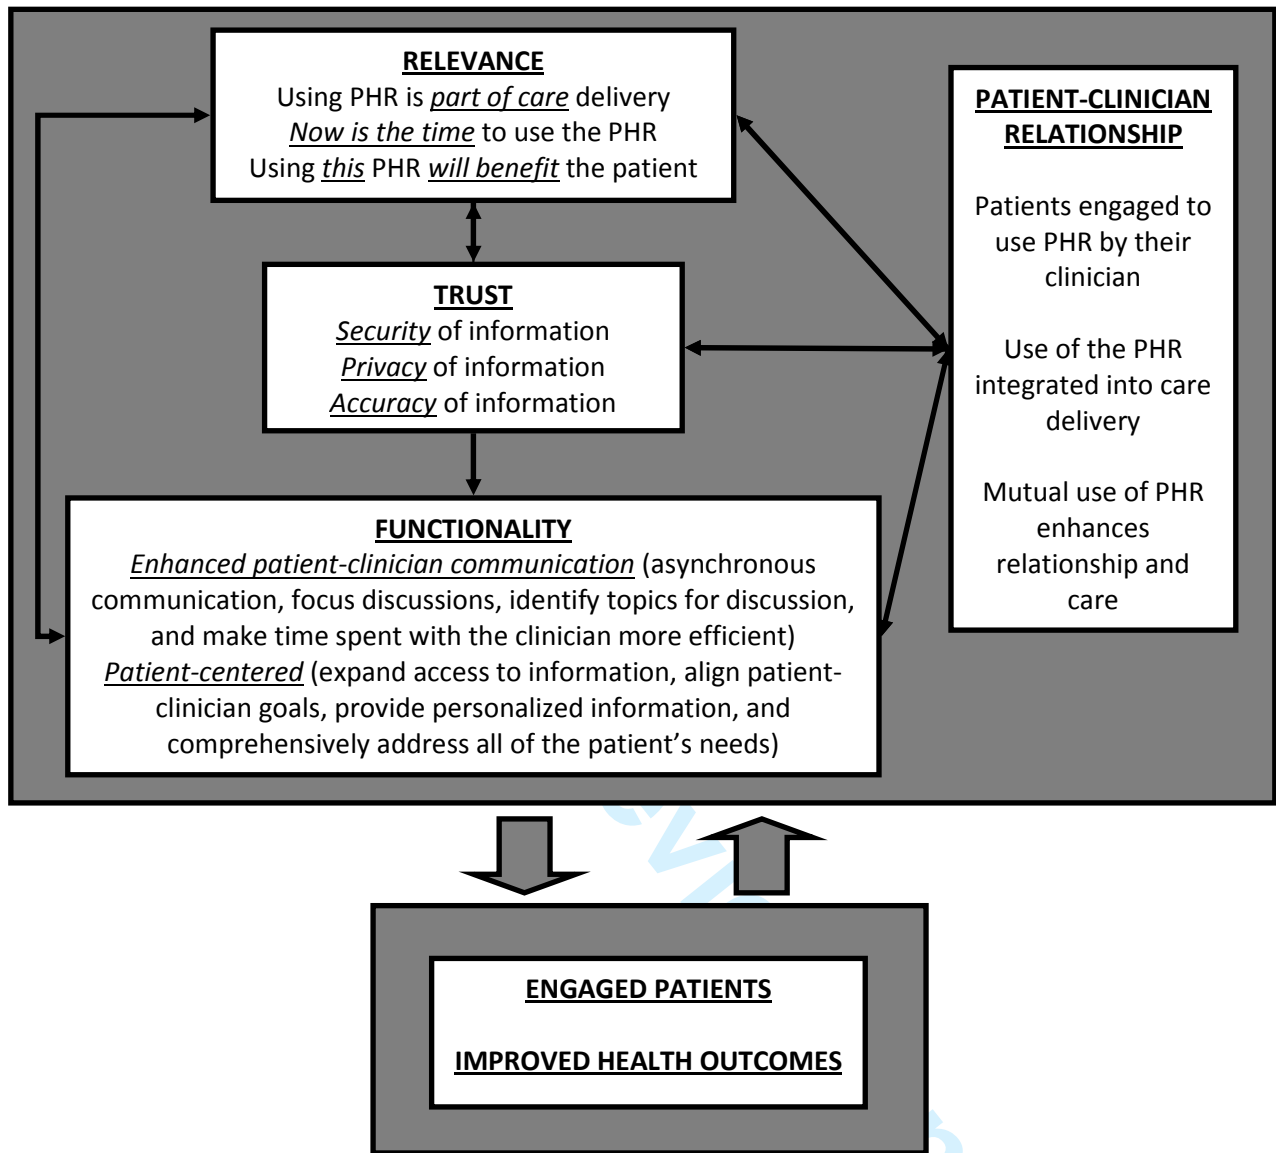 RELEVANCE
Using PHR is part of care delivery
Now is the time to use the PHR
Using this PHR will benefit the patient
TRUST
Security of information
Privacy of information
Accuracy of information
FUNCTIONALITY
Enhanced patient-clinician communication (asynchronous
communication, focus discussions, identify topics for discussion,
and make time spent with the clinician more efficient)
Patient-centered (expand access to information, align patient-
clinician goals, provide personalized information, and
comprehensively address all of the patient's needs)
PATIENT-CLINICIAN
RELATIONSHIP
Patients engaged to
use PHR by their
clinician
Use of the PHR
integrated into care
delivery
Mutual use of PHR
enhances
relationship and
care
ENGAGED PATIENTS
IMPROVED HEALTH OUTCOMES